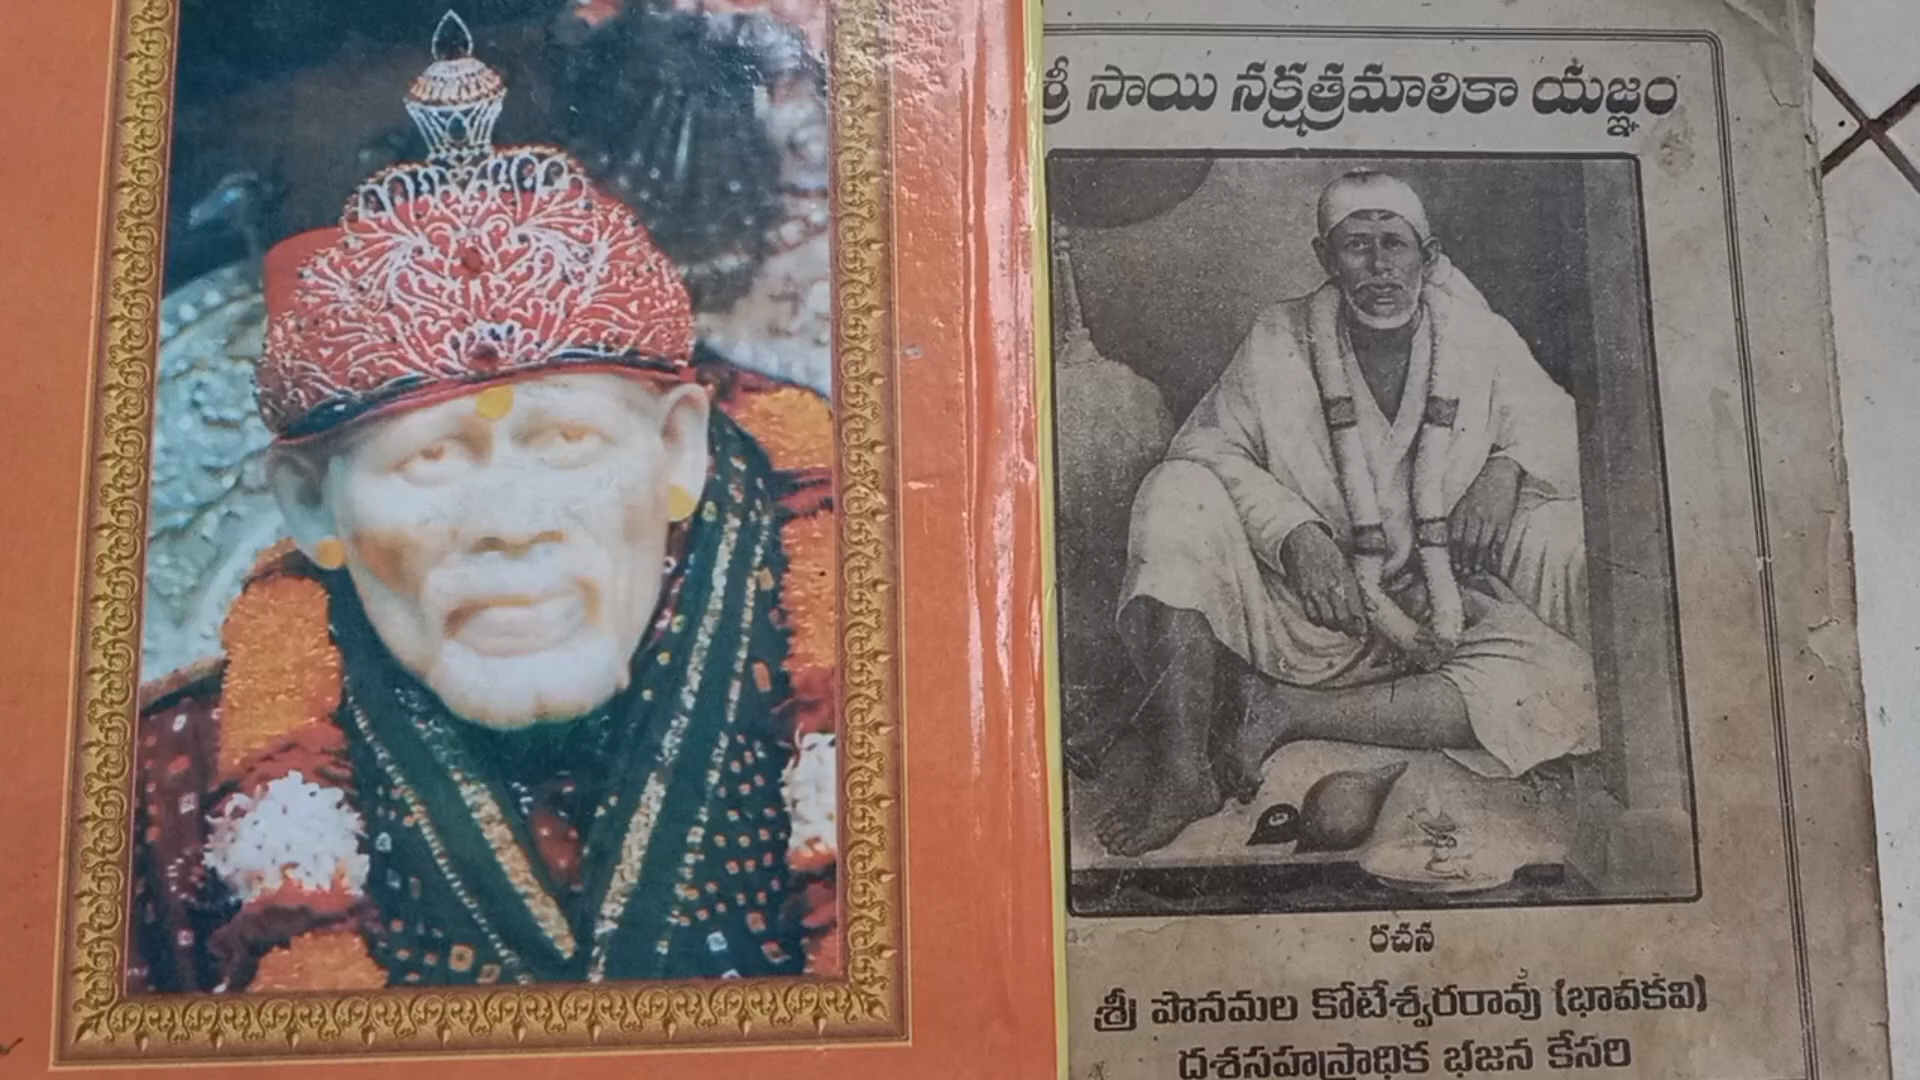 శ్రీ సాయి నక్షత్రమాలికా యజ్ఞం
రచన
శ్రీ పొనమల కోటేశ్వరరావు (భావకవి)
దశసహస్రాధిక భజన కేసరి